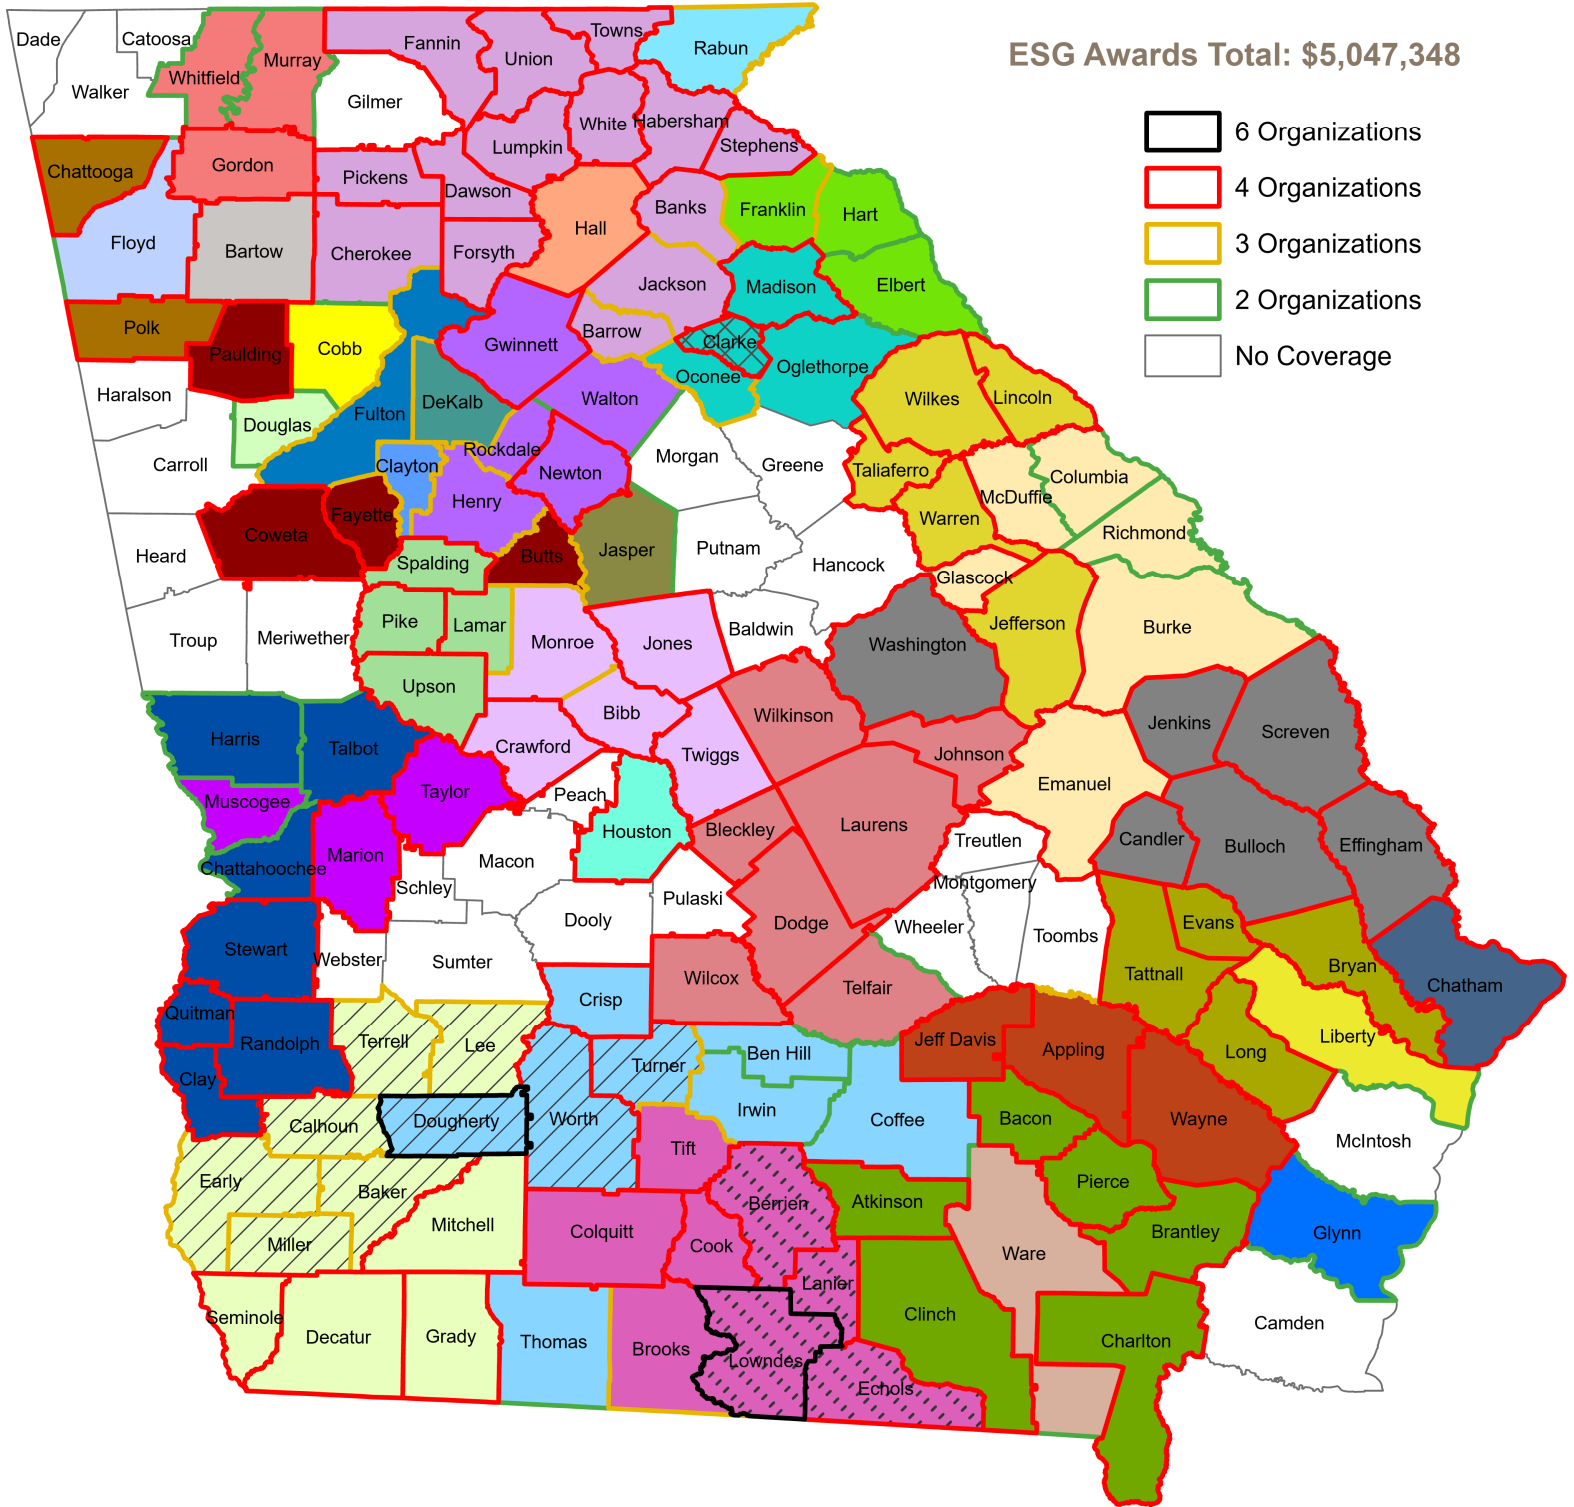 Dade
Catoosa
Whitfield
Murray
Fannin
Union
Towns
Rabun
ESG Awards Total: $5,047,348
Walker
Gilmer
Lumpkin
White
Habersham
Stephens
6 Organizations
Chattooga
Gordon
Pickens
Dawson
Banks
Franklin
Hart
4 Organizations
Floyd
Bartow
Cherokee
Forsyth
Hall
Jackson
Madison
Elbert
3 Organizations
Polk
Paulding
Cobb
Gwinnett
Barrow
Clarke
Oglethorpe
2 Organizations
No Coverage
Haralson
Douglas
Fulton
DeKalb
Walton
Oconee
Wilkes
Lincoln
Carroll
Clayton
Rockdale
Henry
Newton
Morgan
Greene
Taliaferro
McDuffie
Columbia
Heard
Coweta
Fayette
Spalding
Butts
Jasper
Putnam
Hancock
Warren
Richmond
Glascock
Troup
Meriwether
Pike
Lamar
Monroe
Jones
Baldwin
Washington
Jefferson
Burke
Upson
Harris
Talbot
Crawford
Bibb
Twiggs
Wilkinson
Johnson
Jenkins
Screven
Muscogee
Taylor
Peach
Houston
Bleckley
Laurens
Emanuel
Chattahoochee
Marion
Schley
Macon
Pulaski
Treutlen
Candler
Bulloch
Effingham
Stewart
Webster
Sumter
Dooly
Dodge
Wheeler
Montgomery
Toombs
Evans
Tattnall
Bryan
Chatham
Quitman
Randolph
Terrell
Lee
Crisp
Wilcox
Telfair
Jeff Davis
Appling
Long
Liberty
Clay
Calhoun
Dougherty
Worth
Turner
Ben Hill
Irwin
Coffee
Bacon
Wayne
McIntosh
Early
Baker
Miller
Mitchell
Tift
Berrien
Atkinson
Pierce
Brantley
Glynn
Colquitt
Cook
Lanier
Clinch
Ware
Seminole
Decatur
Grady
Thomas
Brooks
Lowndes
Echols
Charlton
Camden